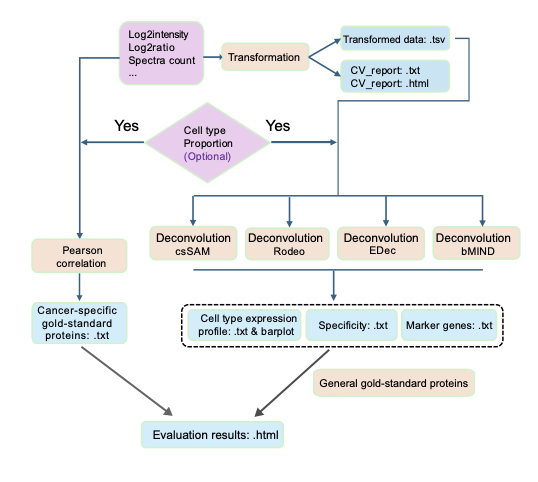 Log2intensity
Log2ratio
Spectra count
...
Transformation
Transformed data: .tsv
CV_report: .txt
CV_report: .html
Yes
Cell type
Proportion
(Optional)
Yes
Pearson
correlation
Deconvolution
csSAM
Deconvolution
Rodeo
Deconvolution
EDec
Deconvolution
bMIND
Cancer-specific
gold-standard
proteins: .txt
Cell type expression
profile: .txt & barplot
Specificity: .txt
Marker genes: .txt
General gold-standard proteins
Evaluation results: .html